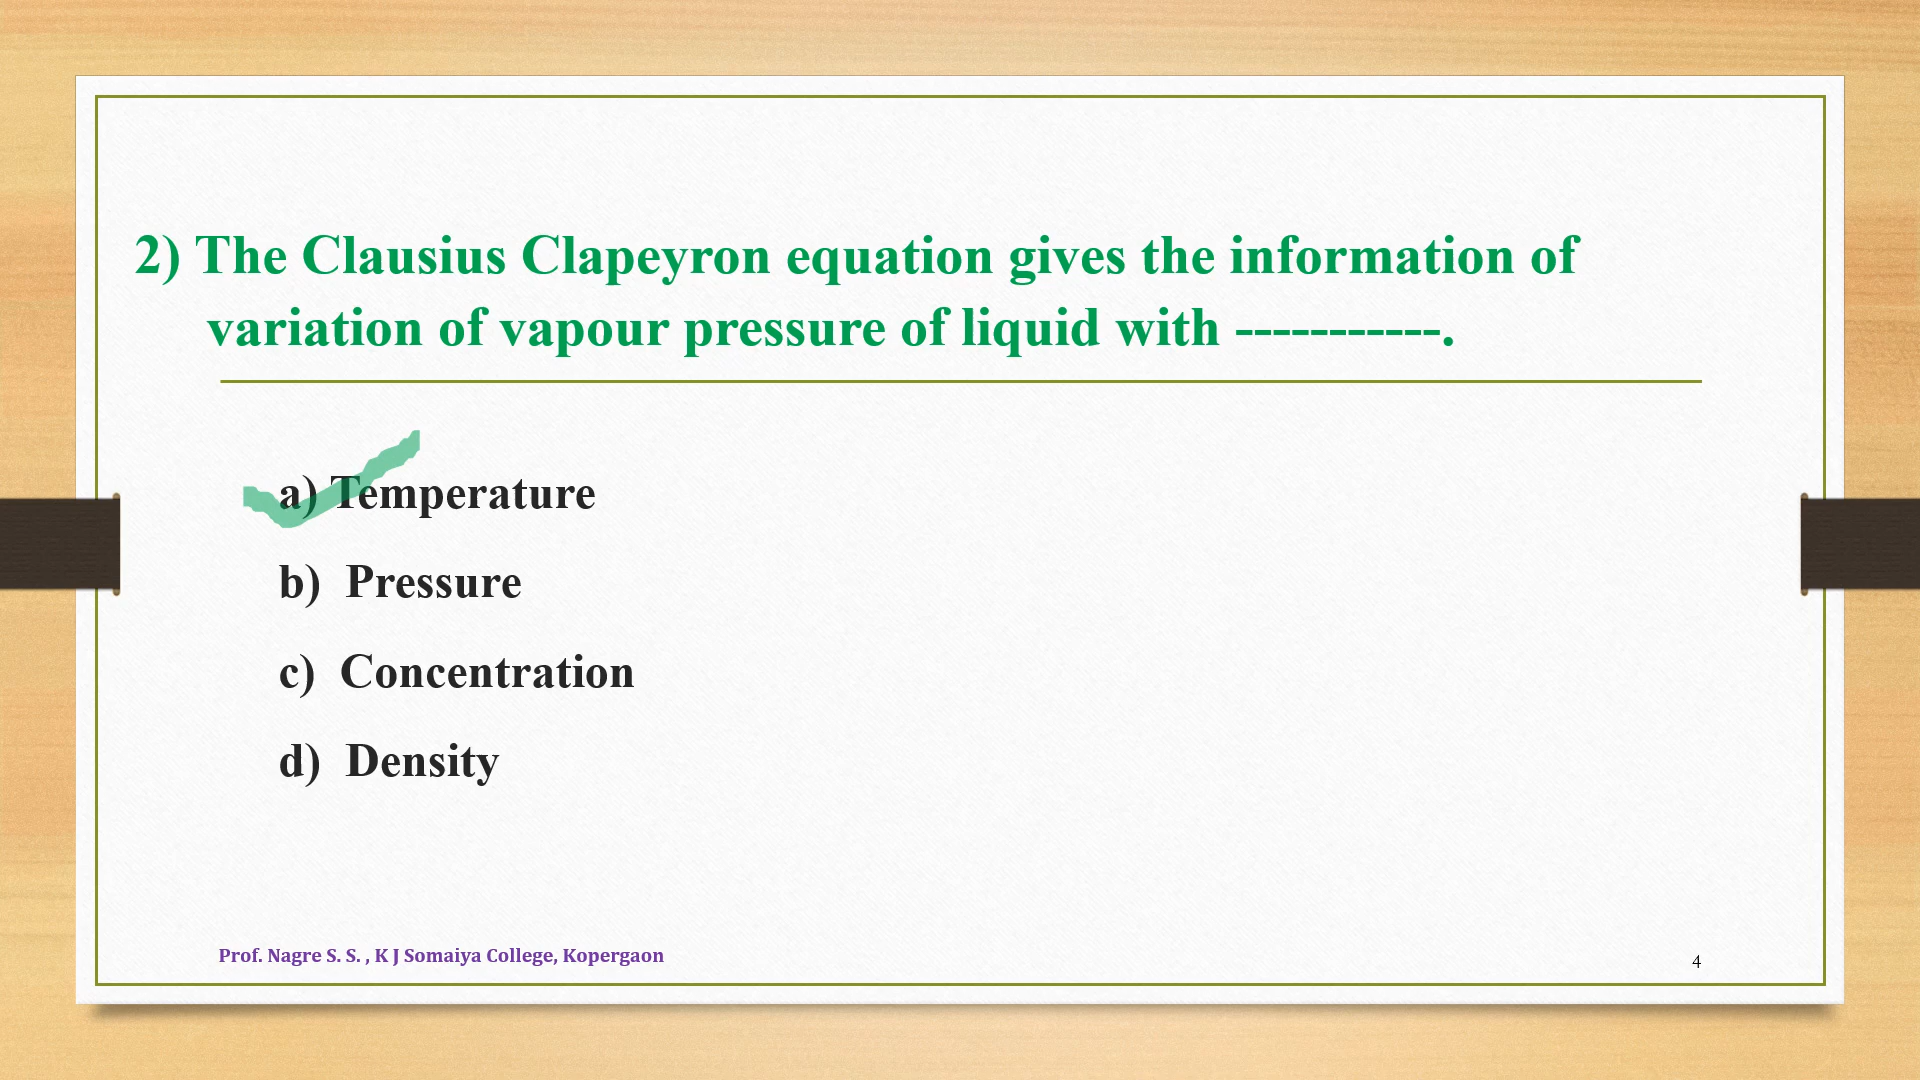 2) The Clausius Clapeyron equation gives the information of
variation of vapour pressure of liquid with -----------.
a) Temperature
b) Pressure
c) Concentration
d) Density
Prof. Nagre S. S. , K J Somaiya College, Kopergaon
4